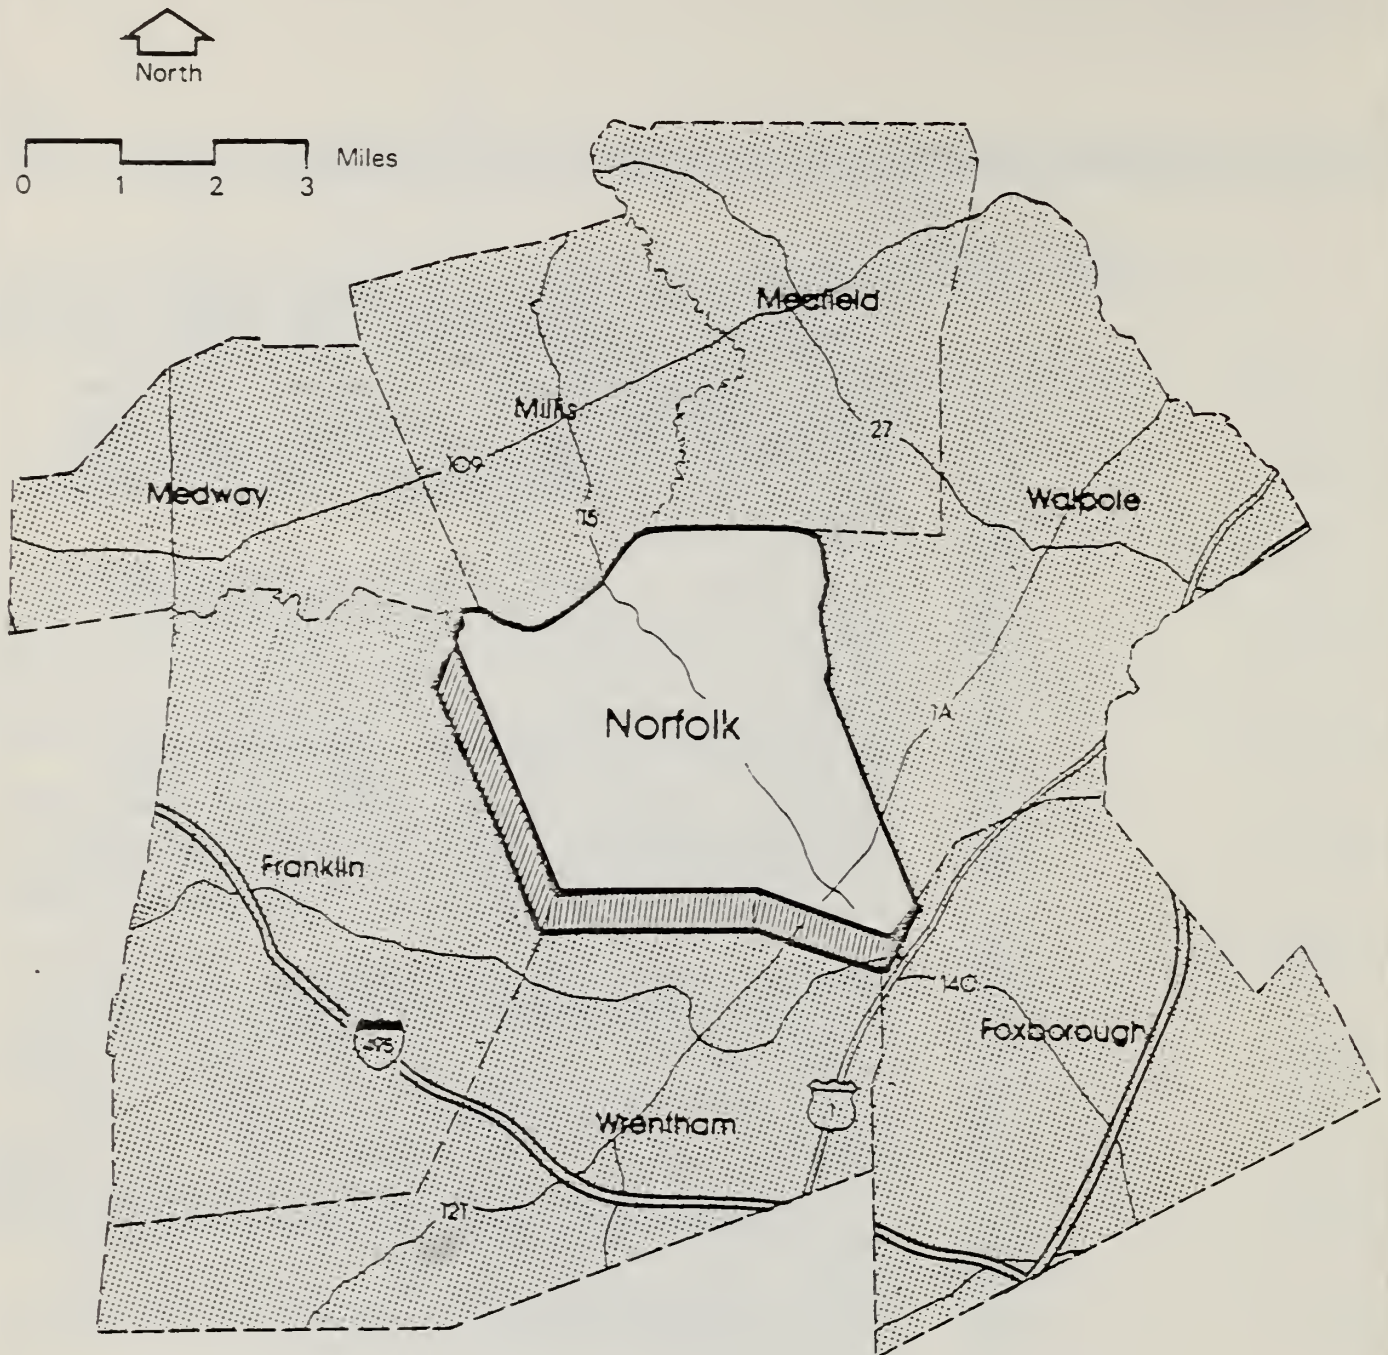 North
Miles
0 1 2 3
Medfield
Millis
27
109
Medway
Walpole
115
1A
Norfolk
Franklin
140
Foxborough
495
1
Wrentham
121